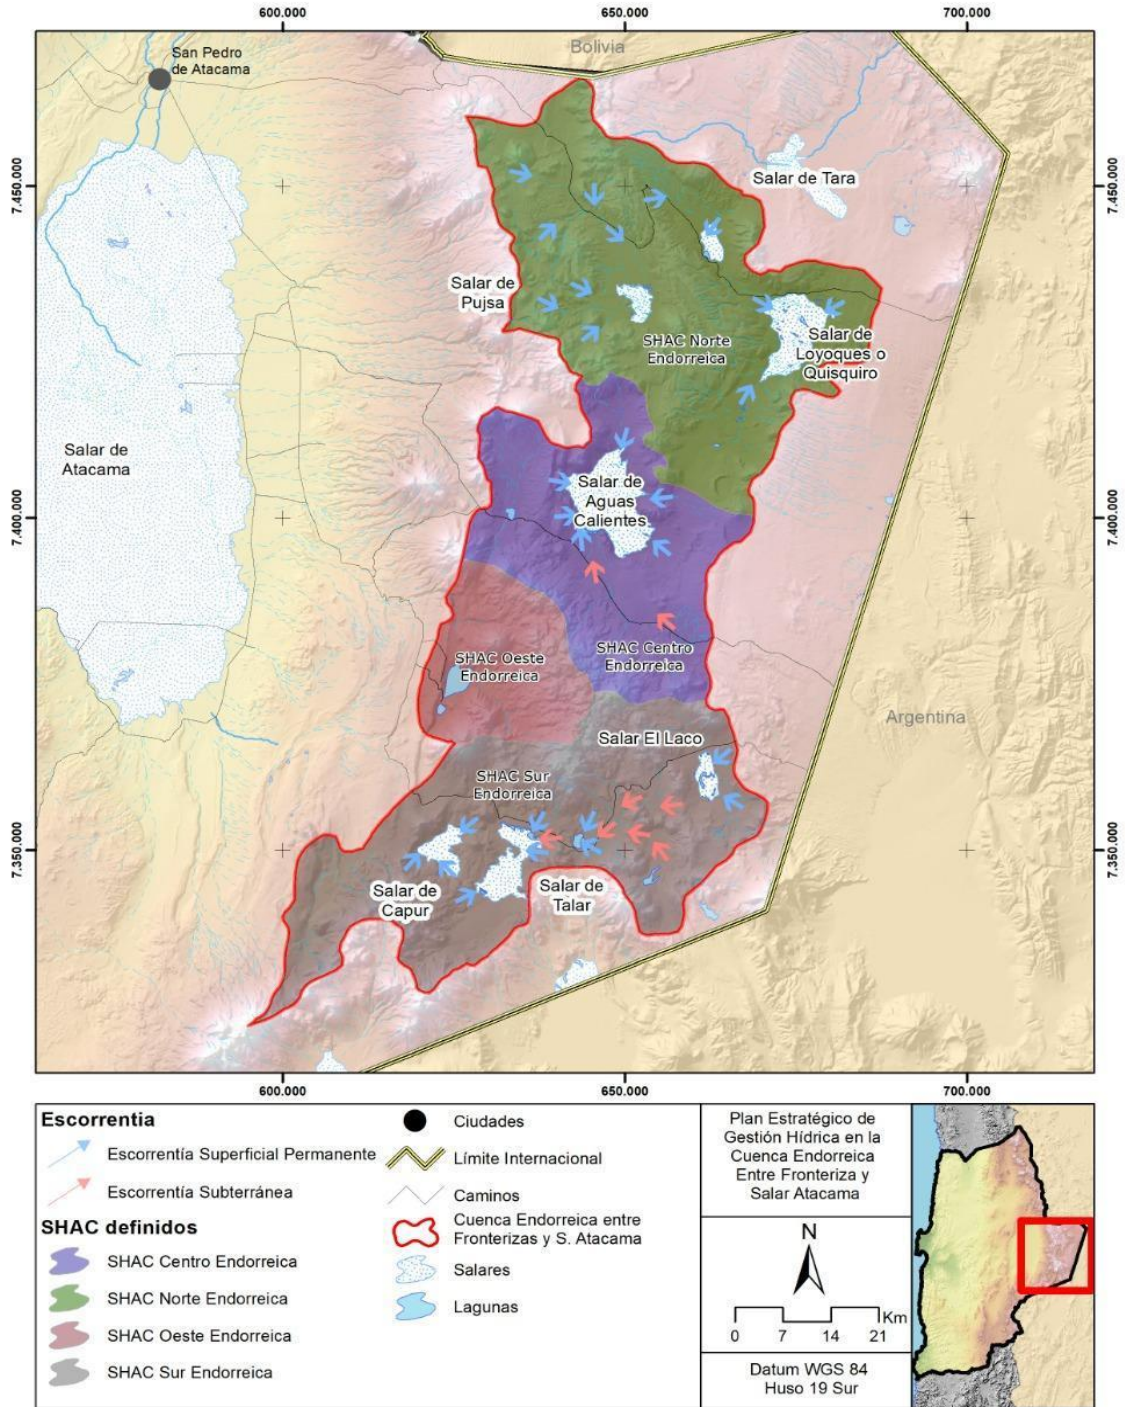 600.000
650.000
700.000
Bolivia
San Pedro
de Atacama
7.450.000
7.450.000
Salar de Tara
Salar de
Pujsa
SHAC Norte
Endorreica
Salar de
Loyoques o
Quisquiro
Salar de
Atacama
Salar de
Aguas
Calientes
7.400.000
7.400.000
SHAC Oeste
Endorreica
SHAC Centro
Endorreica
Argentina
Salar El Laco
SHAC Sur
Endorreica
7.350.000
7.350.000
Salar de
Capur
Salar de
Talar
600.000
650.000
700.000
Escorrentia
Escorrentía Superficial Permanente
Escorrentía Subterránea
SHAC definidos
SHAC Centro Endorreica
SHAC Norte Endorreica
SHAC Oeste Endorreica
SHAC Sur Endorreica
Ciudades
Límite Internacional
Caminos
Cuenca Endorreica entre
Fronterizas y S. Atacama
Salares
Lagunas
Plan Estratégico de
Gestión Hídrica en la
Cuenca Endorreica
Entre Fronteriza y
Salar Atacama
N
Km
0 7 14 21
Datum WGS 84
Huso 19 Sur